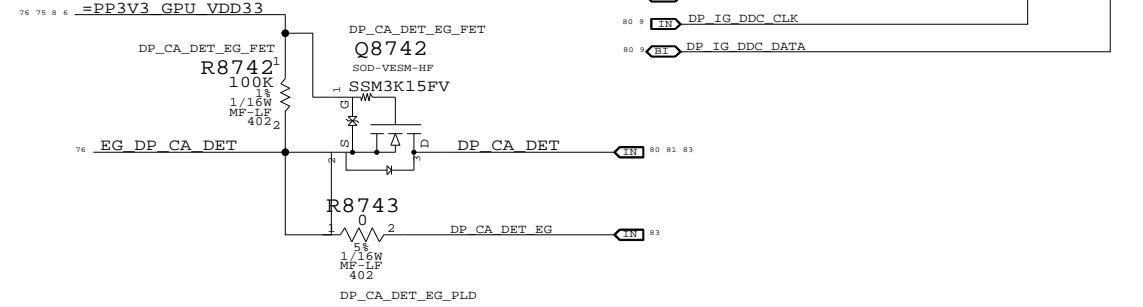 76 75 8 6 =PP3V3_GPU_VDD33
DP_CA_DET_EG_FET
R8742
1
100K
1%
1/16W
MF-LF
402
2
DP_CA_DET_EG_FET
Q8742
SOD-VESM-HF
SSM3K15FV
1
G
S
D
2
3
76 EG_DP_CA_DET
DP_CA_DET
IN 80 81 83
R8743
0
1
2
5%
1/16W
MF-LF
402
DP_CA_DET_EG
IN 83
DP_CA_DET_EG_PLD
80 9 IN DP_IG_DDC_CLK
80 9 BI DP_IG_DDC_DATA